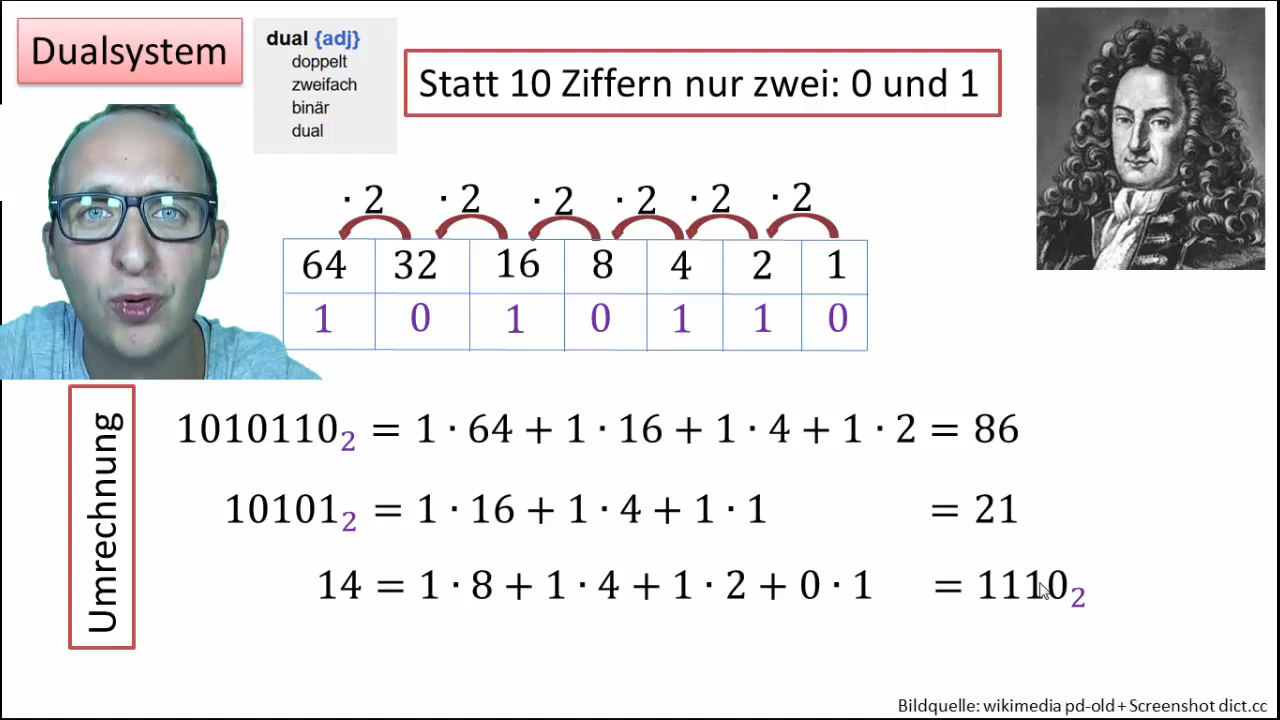 Dualsystem
dual {adj}
doppelt
zweifach
binär
dual
Statt 10 Ziffern nur zwei: 0 und 1
· 2 · 2 · 2 · 2 · 2 · 2
64 32 16 8 4 2 1
1 0 1 0 1 1 0
Umrechnung
1010110₂ = 1 · 64 + 1 · 16 + 1 · 4 + 1 · 2 = 86
10101₂ = 1 · 16 + 1 · 4 + 1 · 1 = 21
14 = 1 · 8 + 1 · 4 + 1 · 2 + 0 · 1 = 1110₂
Bildquelle: wikimedia pd-old + Screenshot dict.cc